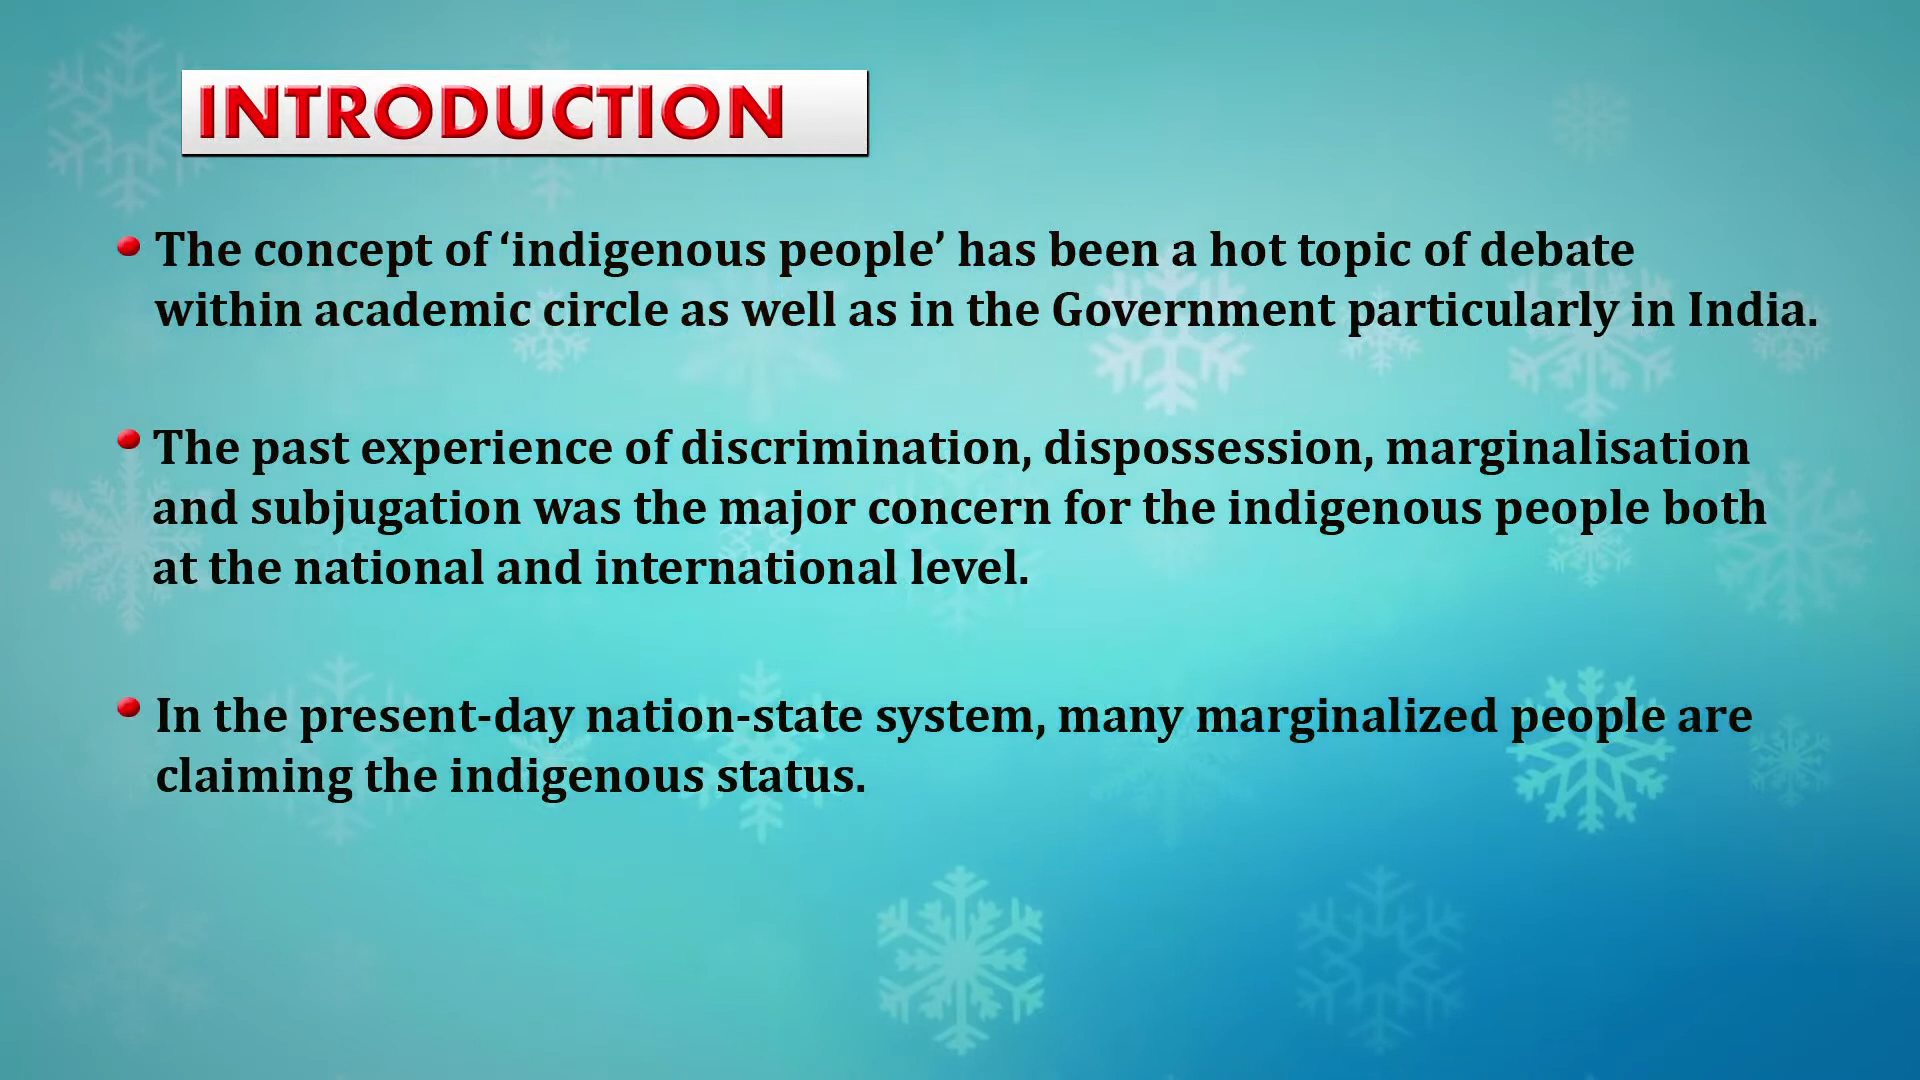 INTRODUCTION
The concept of ‘indigenous people’ has been a hot topic of debate
within academic circle as well as in the Government particularly in India.
The past experience of discrimination, dispossession, marginalisation
and subjugation was the major concern for the indigenous people both
at the national and international level.
In the present-day nation-state system, many marginalized people are
claiming the indigenous status.